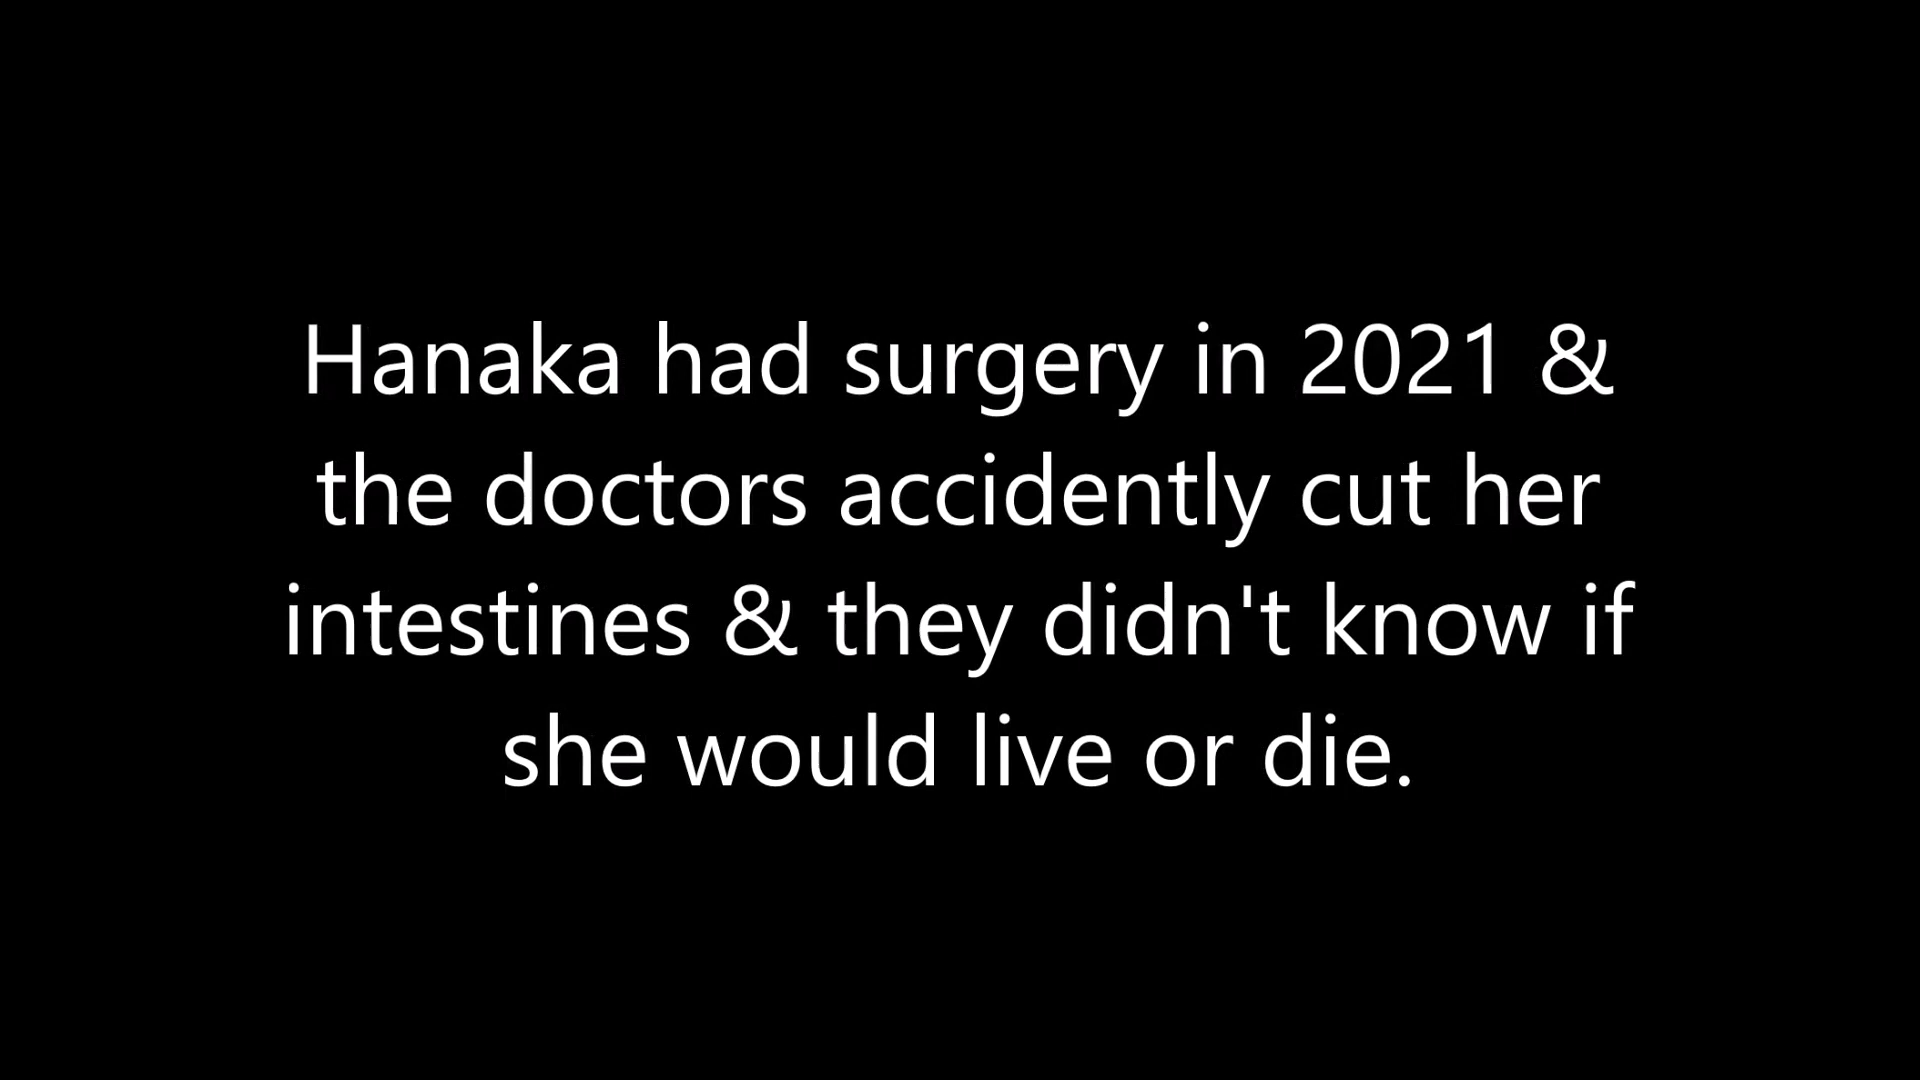 Hanaka had surgery in 2021 &
the doctors accidently cut her
intestines & they didn't know if
she would live or die.